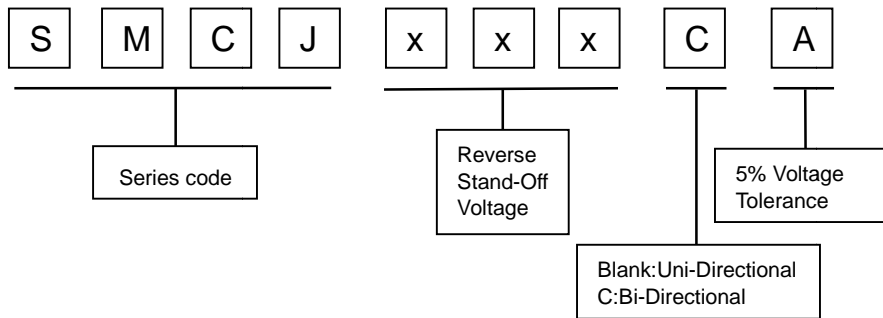 S M C J x x x C A
Series code
Reverse
Stand-Off
Voltage
5% Voltage
Tolerance
Blank:Uni-Directional
C:Bi-Directional